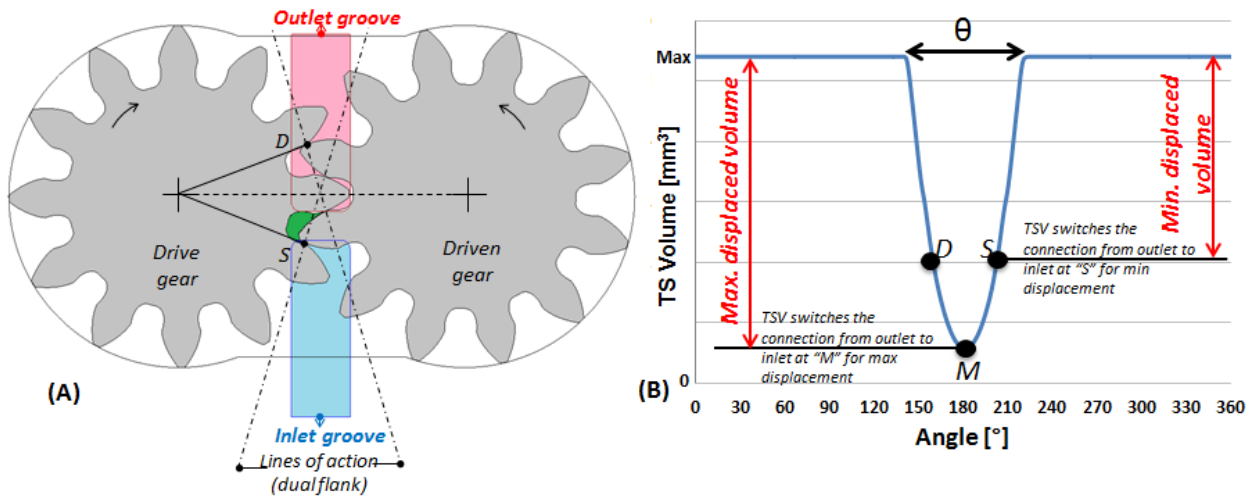 Outlet groove
D
S
Drive
gear
Driven
gear
(A)
Inlet groove
Lines of action
(dual flank)
(B)
TS Volume [mm³]
Max
0
θ
Max. displaced volume
Min. displaced
volume
TSV switches the
connection from outlet to
inlet at “S” for min
displacement
D
S
TSV switches the
connection from outlet to
inlet at “M” for max
displacement
M
0 30 60 90 120 150 180 210 240 270 300 330 360
Angle [°]